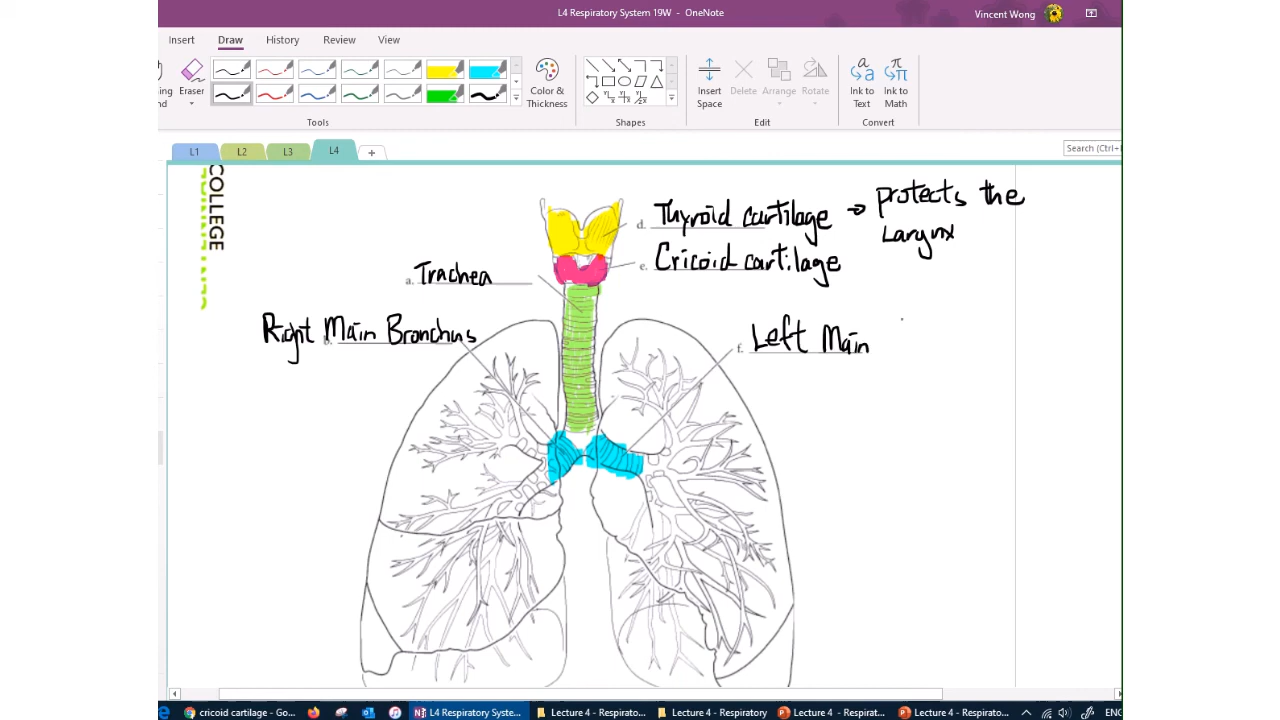 L4 Respiratory System 19W - OneNote
Vincent Wong
Insert Draw History Review View
Eraser
Color & Thickness
Insert Space
Delete
Arrange
Rotate
Ink to Text
Ink to Math
Tools
Shapes
Edit
Convert
L1 L2 L3 L4 +
Search (Ctrl+
COLLEGE
d. Thyroid cartilage → protects the
Larynx
e. Cricoid cartilage
a. Trachea
b. Right Main Bronchus
f. Left Main
cricoid cartilage - Go...
L4 Respiratory Syste...
Lecture 4 - Respirato...
Lecture 4 - Respiratory
Lecture 4 - Respirat...
Lecture 4 - Respirato...
ENG